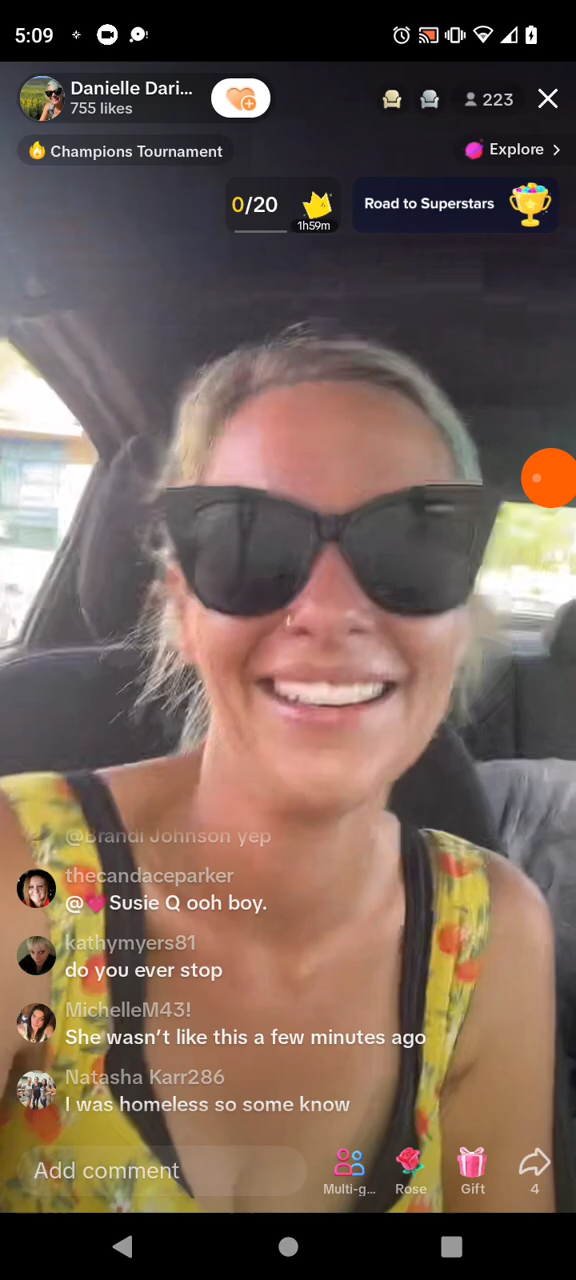 5:09
Danielle Dari...
755 likes
223
Champions Tournament
Explore
0/20
1h59m
Road to Superstars
@Brandi Johnson yep
thecandaceparker
@💗Susie Q ooh boy.
kathymyers81
do you ever stop
MichelleM43!
She wasn't like this a few minutes ago
Natasha Karr286
I was homeless so some know
Add comment
Multi-g...
Rose
Gift
4